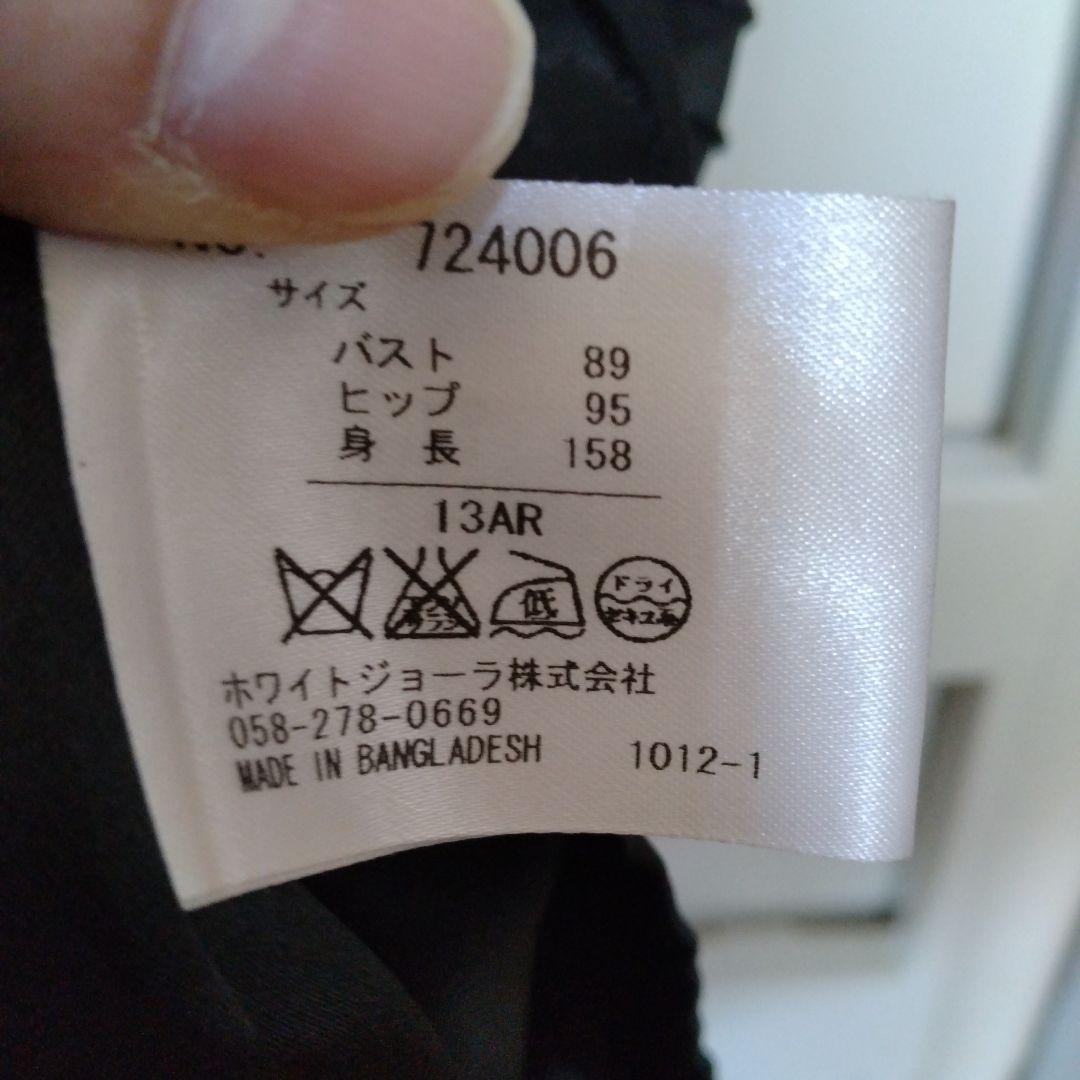 No. 724006
サイズ
バスト 89
ヒップ 95
身 長 158
13AR
低 ドライ
ホワイトジョーラ株式会社
058-278-0669
MADE IN BANGLADESH 1012-1